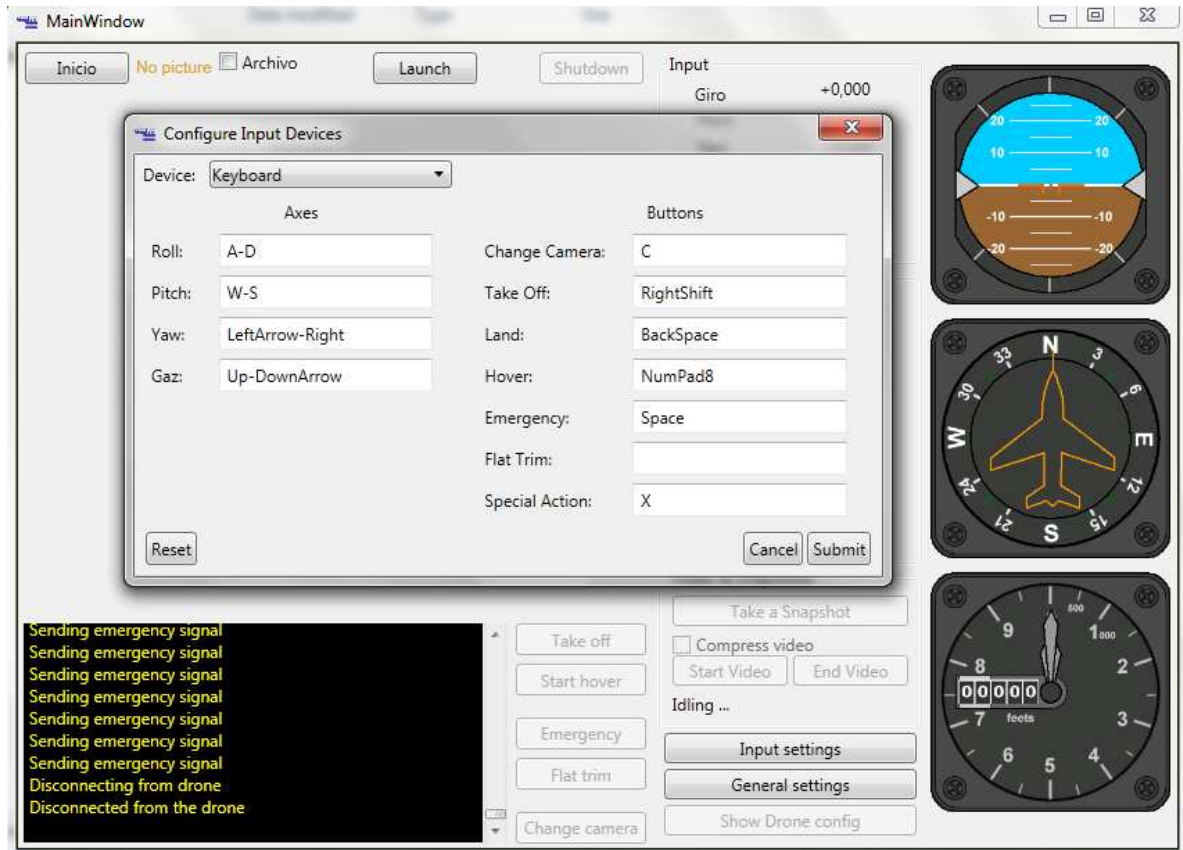 MainWindow
Inicio No picture Archivo Launch Shutdown Input
Giro +0,000
Configure Input Devices
Device: Keyboard
Axes Buttons
Roll: A-D Change Camera: C
Pitch: W-S Take Off: RightShift
Yaw: LeftArrow-Right Land: BackSpace
Gaz: Up-DownArrow Hover: NumPad8
Emergency: Space
Flat Trim:
Special Action: X
Reset Cancel Submit
Sending emergency signal
Sending emergency signal
Sending emergency signal
Sending emergency signal
Sending emergency signal
Sending emergency signal
Sending emergency signal
Disconnecting from drone
Disconnected from the drone
Take off
Start hover
Emergency
Flat trim
Change camera
Take a Snapshot
Compress video
Start Video End Video
Idling ...
Input settings
General settings
Show Drone config
20 20
10 10
-10 -10
-20 -20
N 3 6 E 12 15 S 21 24 W 30 33
500
1000
9 1
8 2
00000
feets
7 3
6 5 4